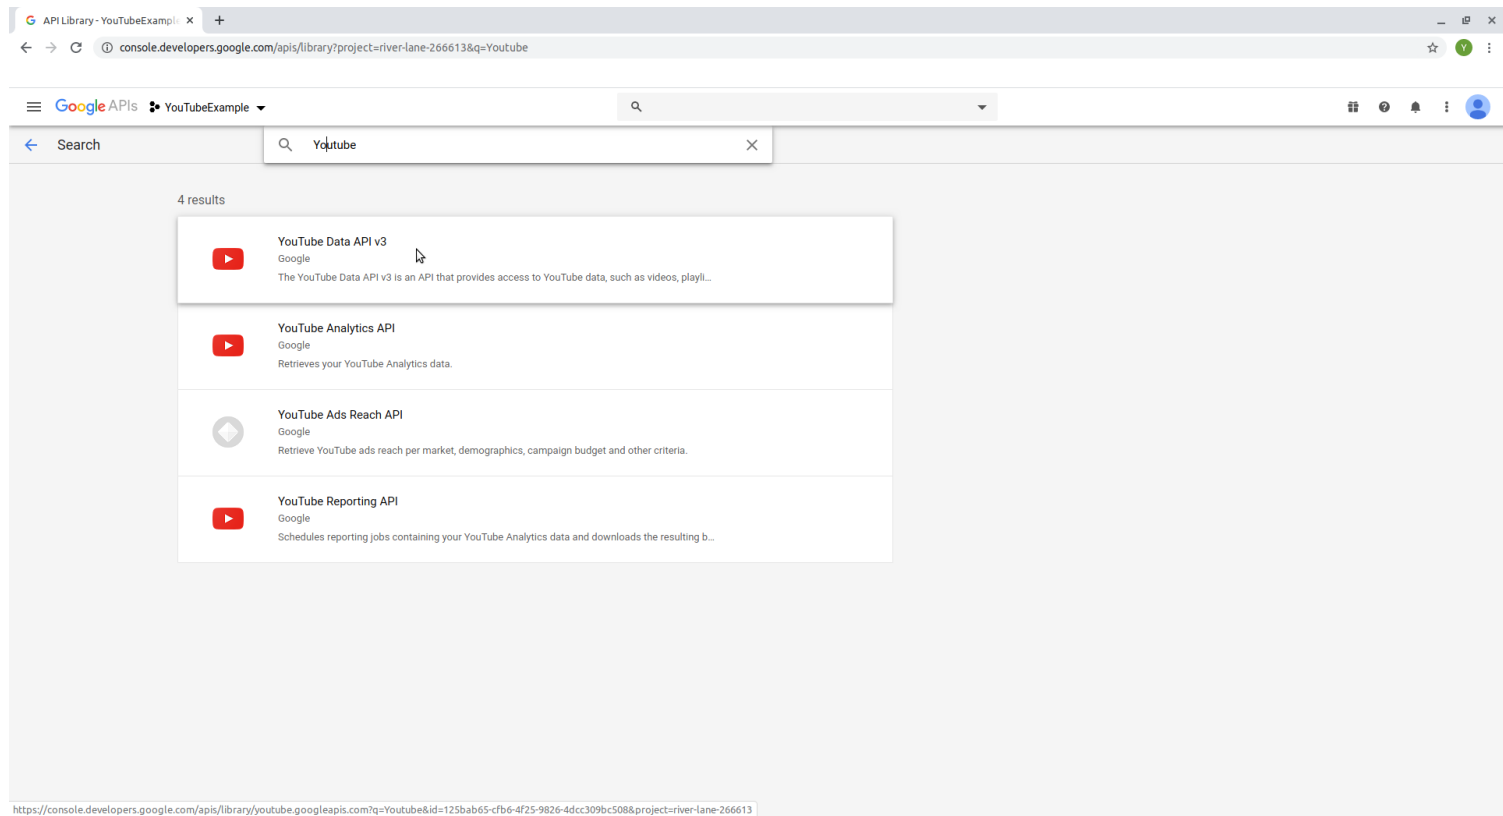 API Library - YouTubeExampl
console.developers.google.com/apis/library?project=river-lane-266613&q=Youtube
Y
Google APIs
YouTubeExample
Search
Youtube
4 results
YouTube Data API v3
Google
The YouTube Data API v3 is an API that provides access to YouTube data, such as videos, playli...
YouTube Analytics API
Google
Retrieves your YouTube Analytics data.
YouTube Ads Reach API
Google
Retrieve YouTube ads reach per market, demographics, campaign budget and other criteria.
YouTube Reporting API
Google
Schedules reporting jobs containing your YouTube Analytics data and downloads the resulting b...
https://console.developers.google.com/apis/library/youtube.googleapis.com?q=Youtube&id=125bab65-cfb6-4f25-9826-4dcc309bc508&project=river-lane-266613